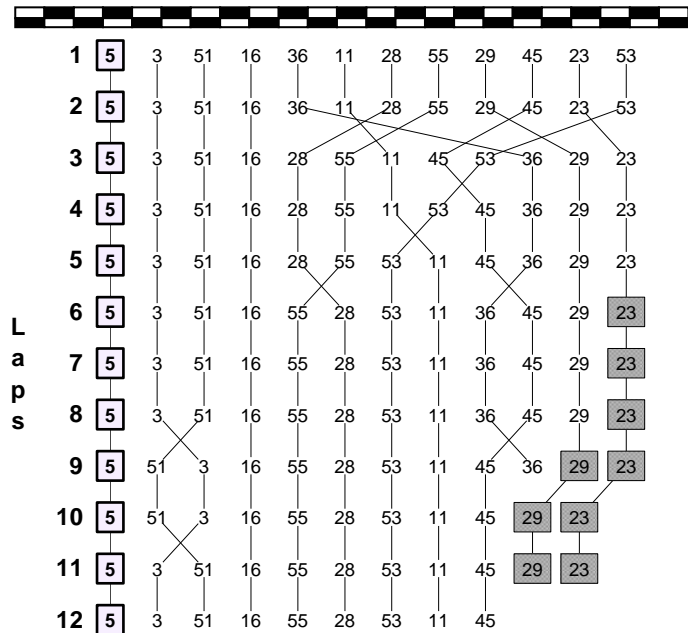 1 5 3 51 16 36 11 28 55 29 45 23 53
2 5 3 51 16 36 11 28 55 29 45 23 53
3 5 3 51 16 28 55 11 45 53 36 29 23
4 5 3 51 16 28 55 11 53 45 36 29 23
5 5 3 51 16 28 55 53 11 45 36 29 23
6 5 3 51 16 55 28 53 11 36 45 29 23
7 5 3 51 16 55 28 53 11 36 45 29 23
8 5 3 51 16 55 28 53 11 36 45 29 23
9 5 51 3 16 55 28 53 11 45 36 29 23
10 5 51 3 16 55 28 53 11 45 29 23
11 5 3 51 16 55 28 53 11 45 29 23
12 5 3 51 16 55 28 53 11 45
Laps